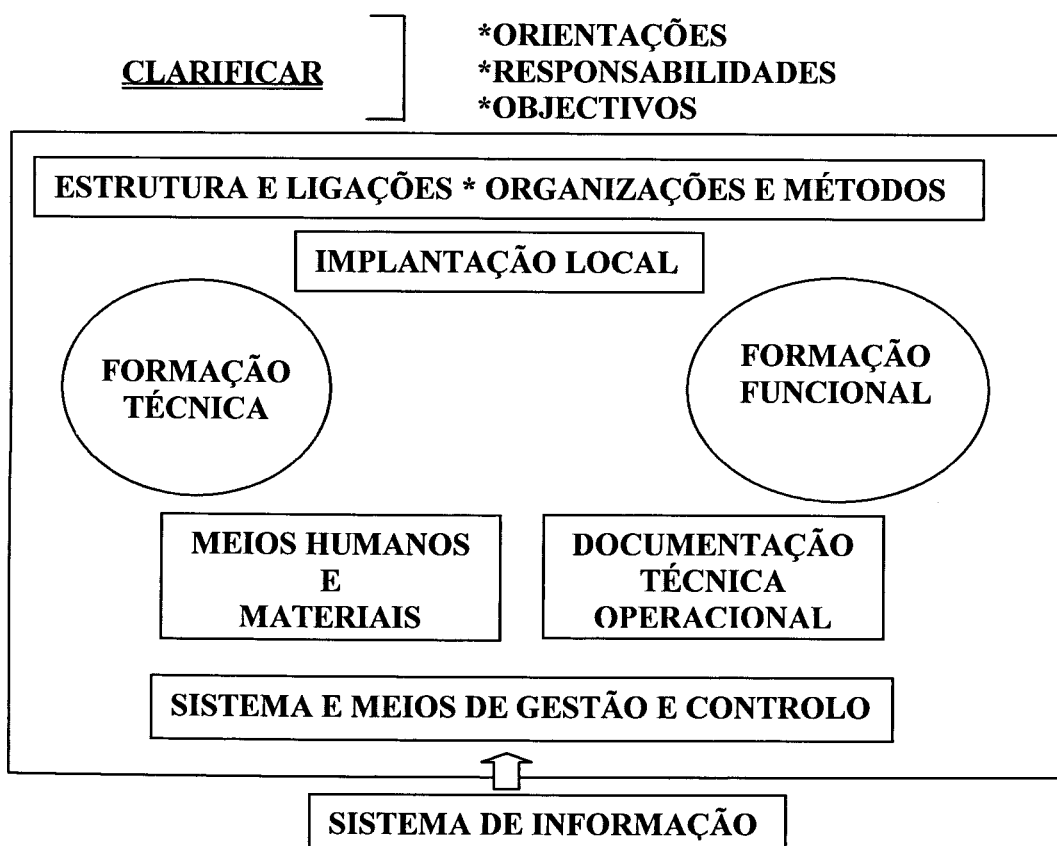 CLARIFICAR
*ORIENTAÇÕES
*RESPONSABILIDADES
*OBJECTIVOS
ESTRUTURA E LIGAÇÕES * ORGANIZAÇÕES E MÉTODOS
IMPLANTAÇÃO LOCAL
FORMAÇÃO
TÉCNICA
FORMAÇÃO
FUNCIONAL
MEIOS HUMANOS
E
MATERIAIS
DOCUMENTAÇÃO
TÉCNICA
OPERACIONAL
SISTEMA E MEIOS DE GESTÃO E CONTROLO
SISTEMA DE INFORMAÇÃO